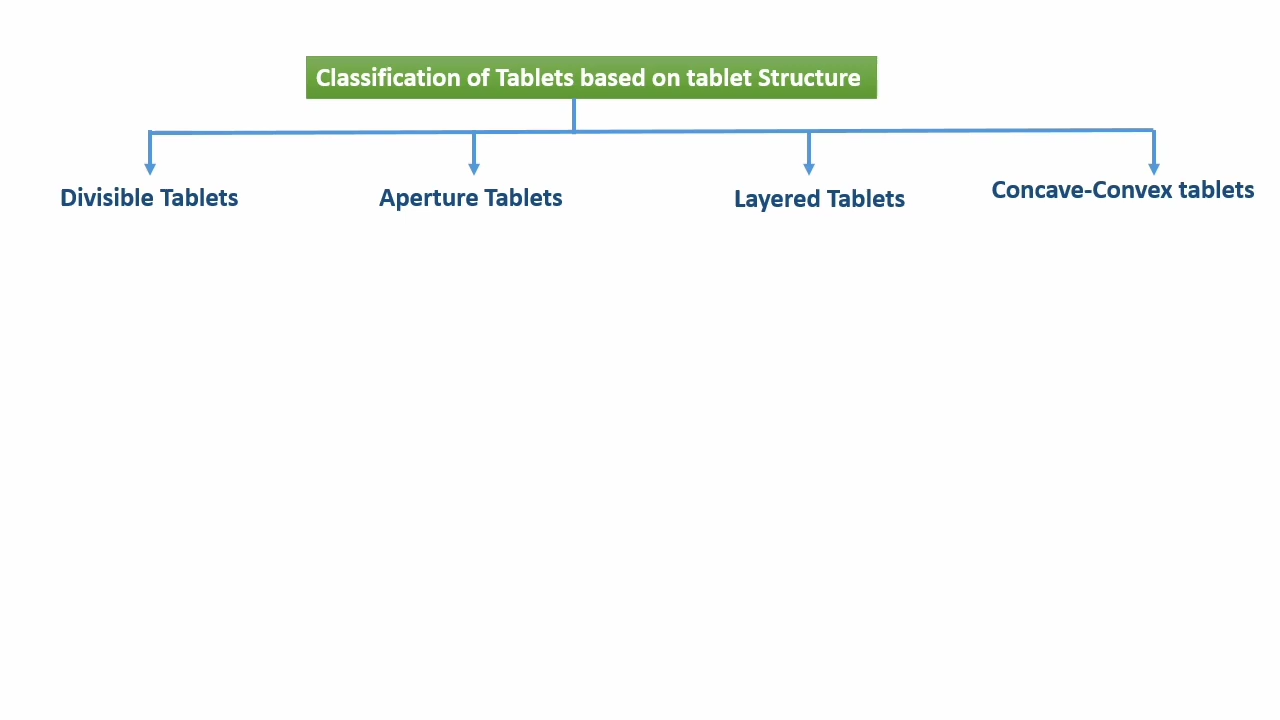 Classification of Tablets based on tablet Structure
Divisible Tablets
Aperture Tablets
Layered Tablets
Concave-Convex tablets